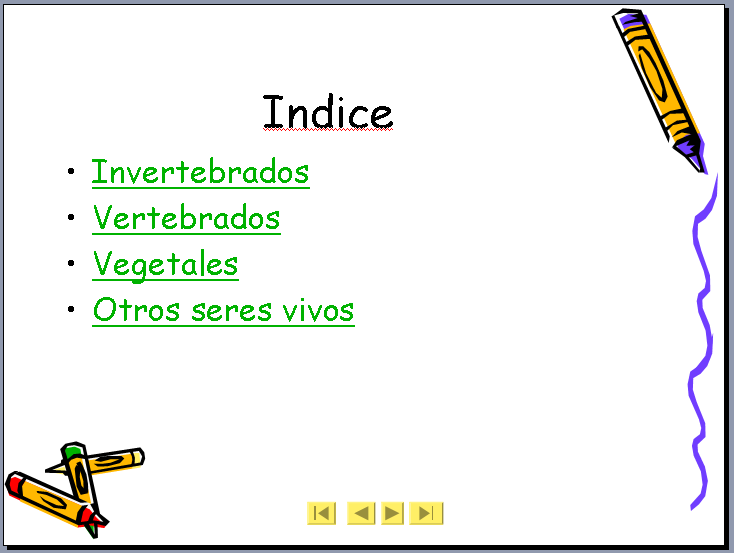 Indice
• Invertebrados
• Vertebrados
• Vegetales
• Otros seres vivos